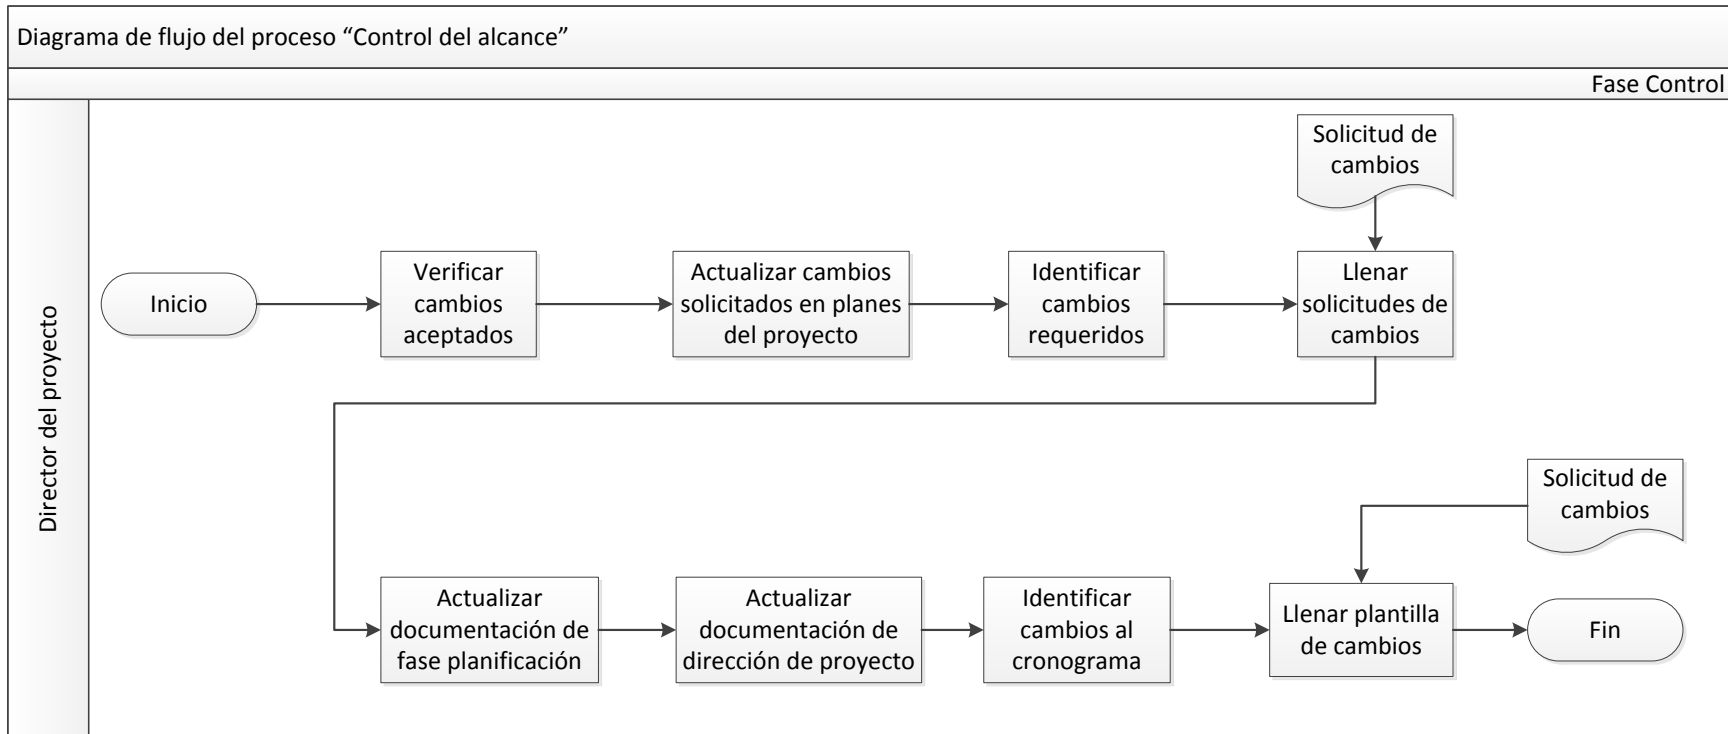 Diagrama de flujo del proceso “Control del alcance”
Fase Control
Director del proyecto
Solicitud de
cambios
Inicio
Verificar
cambios
aceptados
Actualizar cambios
solicitados en planes
del proyecto
Identificar
cambios
requeridos
Llenar
solicitudes de
cambios
Solicitud de
cambios
Actualizar
documentación de
fase planificación
Actualizar
documentación de
dirección de proyecto
Identificar
cambios al
cronograma
Llenar plantilla
de cambios
Fin